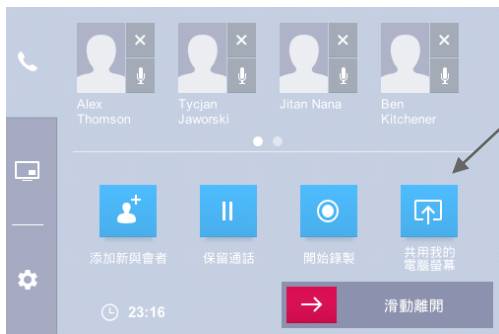 Alex
Thomson
Tycjan
Jaworski
Jitan Nana
Ben
Kitchener
添加新與會者
保留通話
開始錄製
共用我的
電腦螢幕
23:16
滑動離開